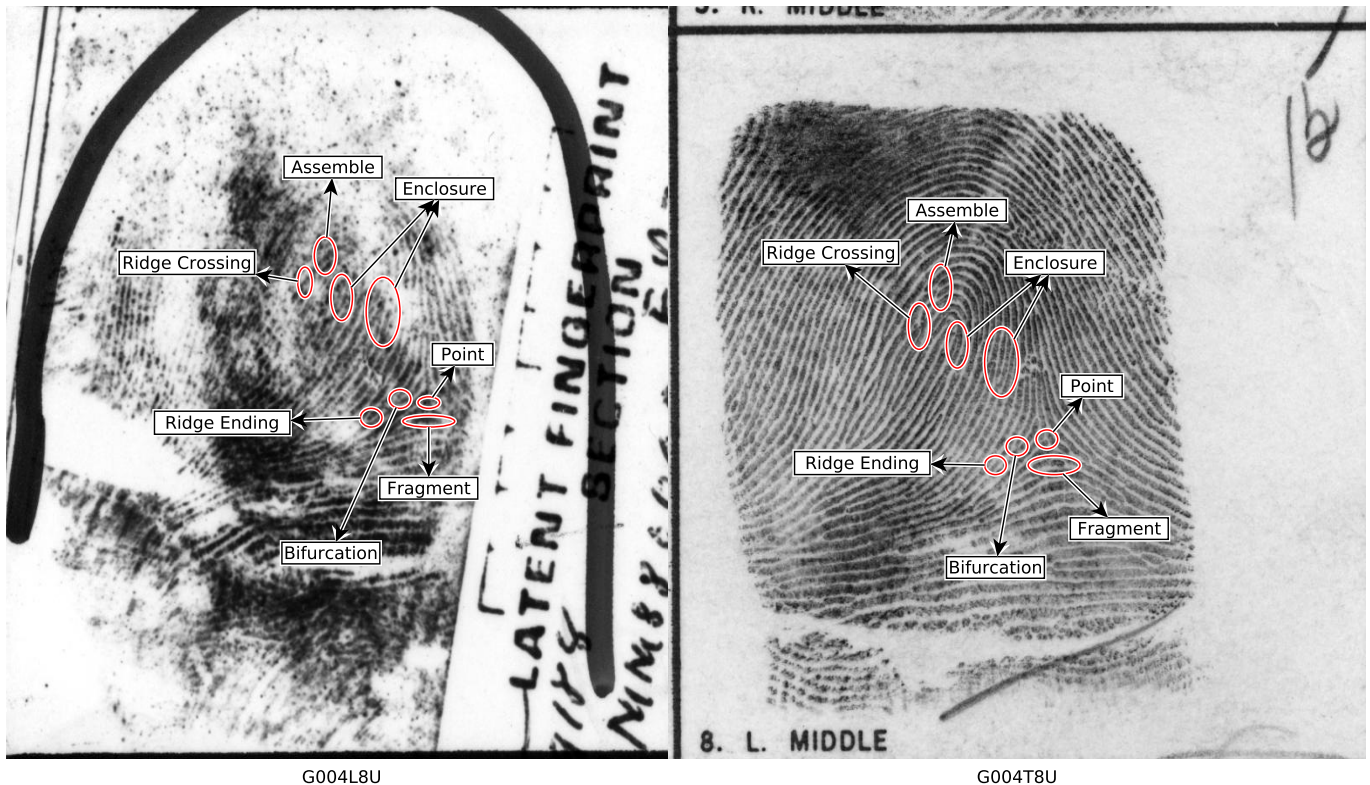 Assemble
Enclosure
Ridge Crossing
Point
Ridge Ending
Fragment
Bifurcation
LATENT FINGERPRINT
SECTION
G004L8U
MIDDLE
Assemble
Ridge Crossing
Enclosure
Point
Ridge Ending
Fragment
Bifurcation
8. L. MIDDLE
G004T8U